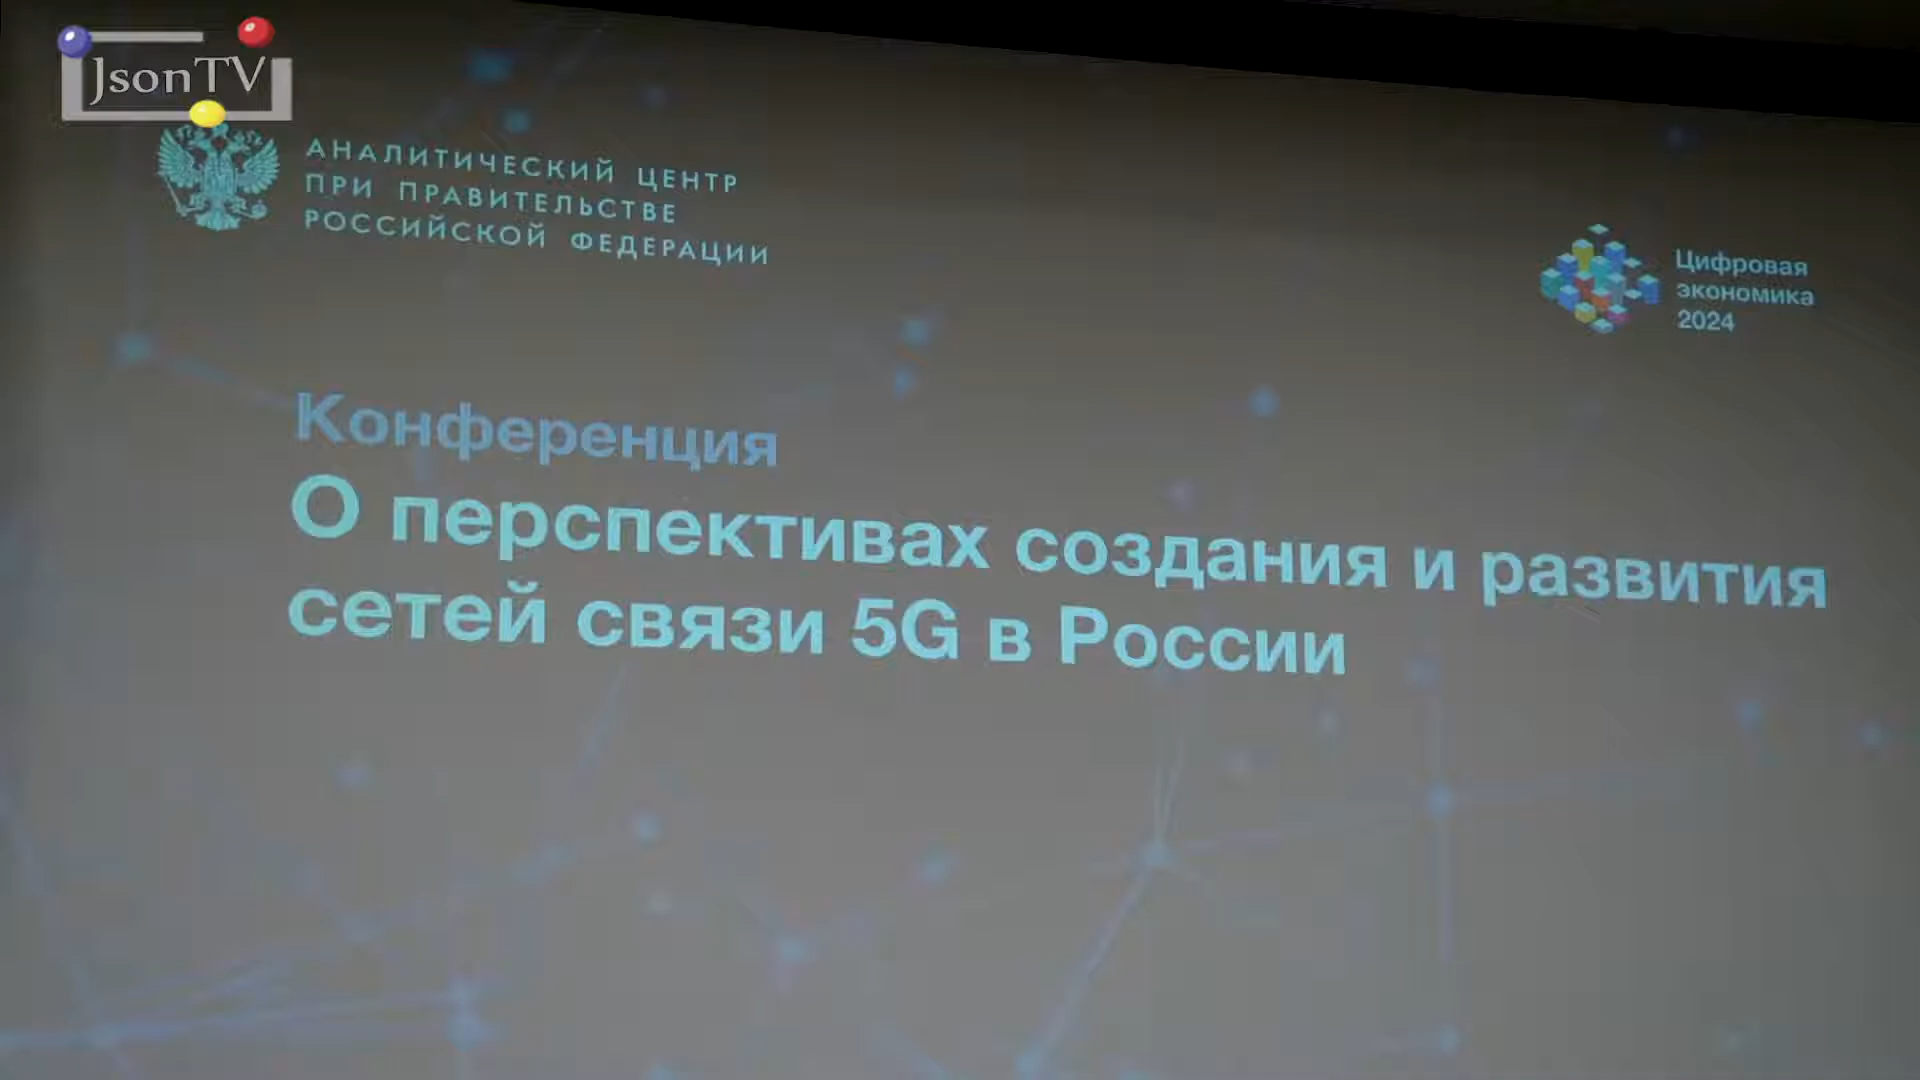 JsonTV
АНАЛИТИЧЕСКИЙ ЦЕНТР
ПРИ ПРАВИТЕЛЬСТВЕ
РОССИЙСКОЙ ФЕДЕРАЦИИ
Цифровая
экономика
2024
Конференция
О перспективах создания и развития
сетей связи 5G в России